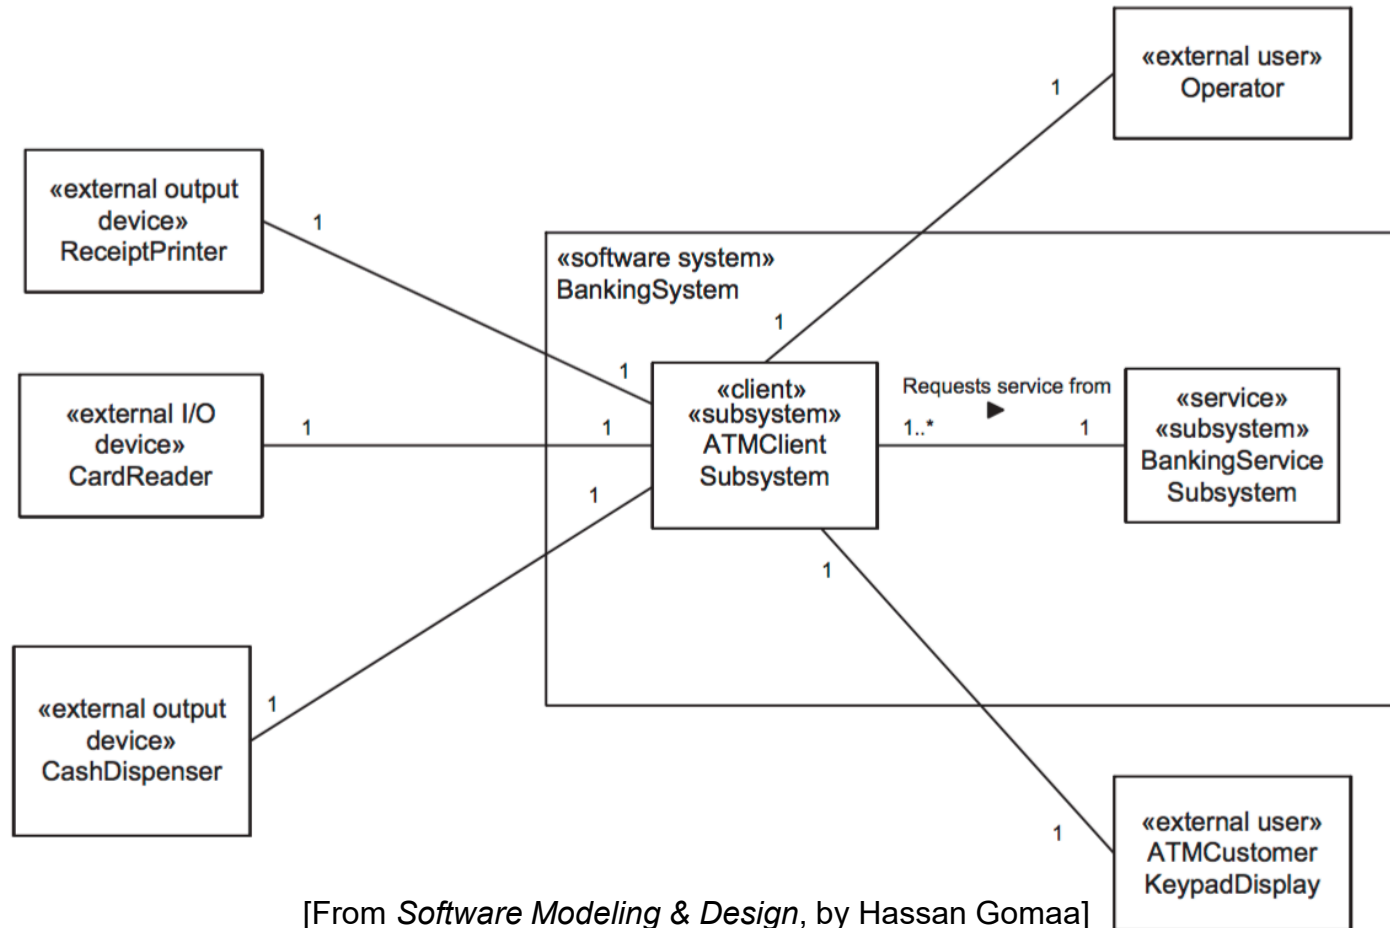 «external user»
Operator
1
«external output
device»
ReceiptPrinter
1
«software system»
BankingSystem
1
1
«client»
«subsystem»
ATMClient
Subsystem
Requests service from
1..*
1
«service»
«subsystem»
BankingService
Subsystem
«external I/O
device»
CardReader
1
1
1
1
«external output
device»
CashDispenser
1
1
«external user»
ATMCustomer
KeypadDisplay
[From Software Modeling & Design, by Hassan Gomaa]